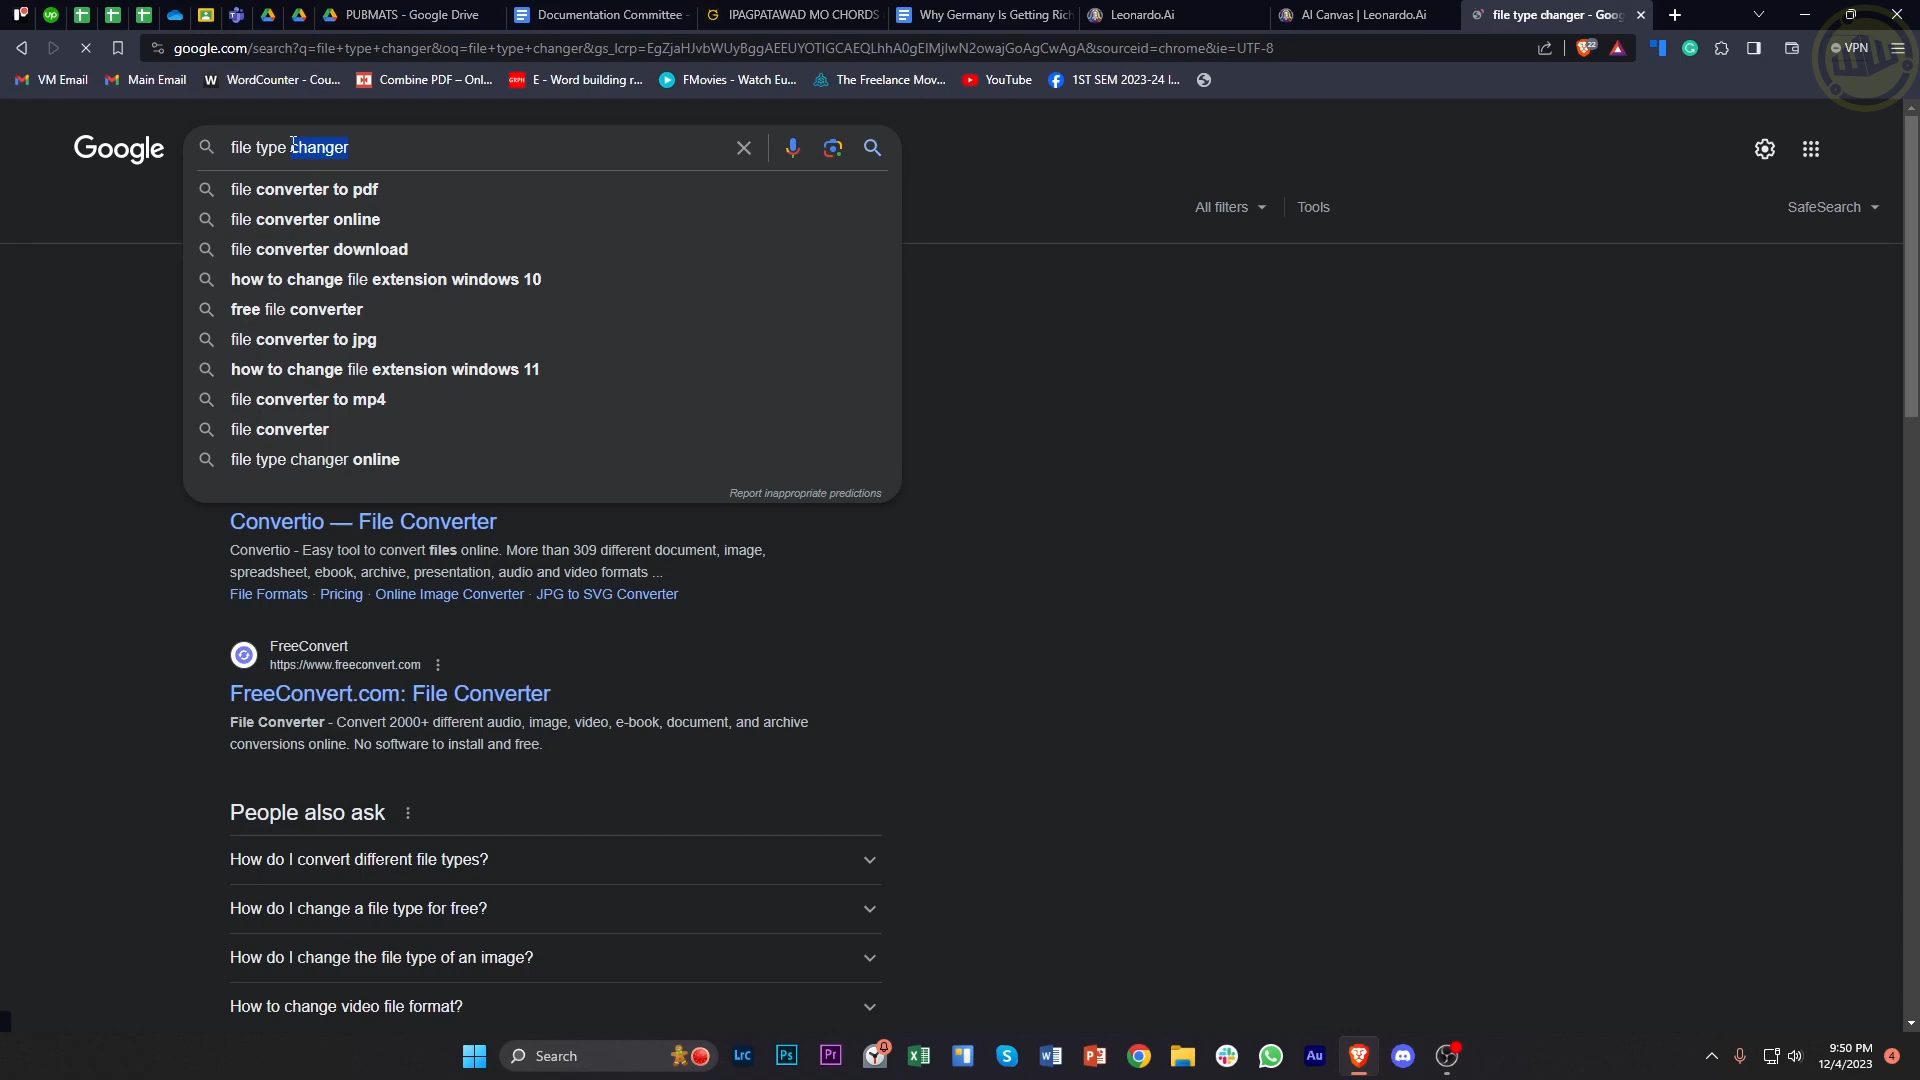 PUBMATS - Google Drive
Documentation Committee -
IPAGPATAWAD MO CHORDS
Why Germany Is Getting Rich
Leonardo.Ai
AI Canvas | Leonardo.Ai
file type changer - Goog
google.com/search?q=file+type+changer&oq=file+type+changer&gs_lcrp=EgZjaHJvbWUyBggAEEUYOTIGCAEQLhhA0gEIMjIwN2owajGoAgCwAgA&sourceid=chrome&ie=UTF-8
22
VPN
VM Email
Main Email
WordCounter - Cou...
Combine PDF – Onl...
E - Word building r...
FMovies - Watch Eu...
The Freelance Mov...
YouTube
1ST SEM 2023-24 I...
Google
file type changer
file converter to pdf
file converter online
file converter download
how to change file extension windows 10
free file converter
file converter to jpg
how to change file extension windows 11
file converter to mp4
file converter
file type changer online
Report inappropriate predictions
All filters
Tools
SafeSearch
Convertio — File Converter
Convertio - Easy tool to convert files online. More than 309 different document, image,
spreadsheet, ebook, archive, presentation, audio and video formats ...
File Formats · Pricing · Online Image Converter · JPG to SVG Converter
FreeConvert
https://www.freeconvert.com
FreeConvert.com: File Converter
File Converter - Convert 2000+ different audio, image, video, e-book, document, and archive
conversions online. No software to install and free.
People also ask
How do I convert different file types?
How do I change a file type for free?
How do I change the file type of an image?
How to change video file format?
Search
Lrc
Ps
Pr
Au
9:50 PM
12/4/2023
4